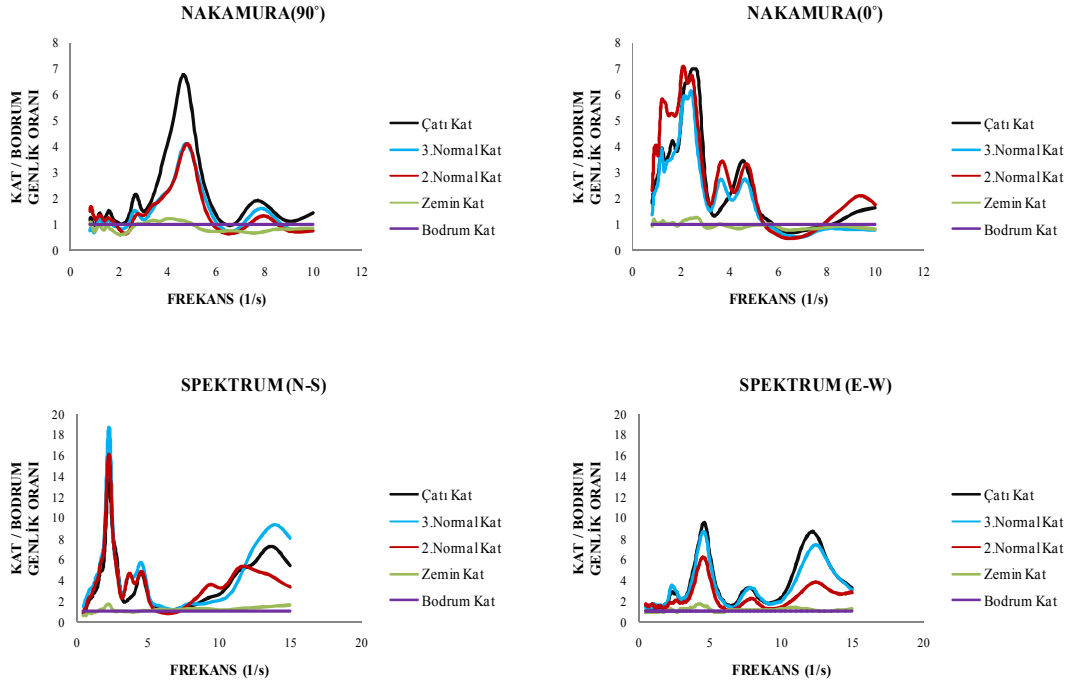 NAKAMURA(90°)
KAT / BODRUM
GENLİK ORANI
8
7
6
5
4
3
2
1
0
0
2
4
6
8
10
12
FREKANS (1/s)
Çatı Kat
3.Normal Kat
2.Normal Kat
Zemin Kat
Bodrum Kat
NAKAMURA(0°)
KAT / BODRUM
GENLİK ORANI
8
7
6
5
4
3
2
1
0
0
2
4
6
8
10
12
FREKANS (1/s)
Çatı Kat
3.Normal Kat
2.Normal Kat
Zemin Kat
Bodrum Kat
SPEKTRUM (N-S)
KAT / BODRUM
GENLİK ORANI
20
18
16
14
12
10
8
6
4
2
0
0
5
10
15
20
FREKANS (1/s)
Çatı Kat
3.Normal Kat
2.Normal Kat
Zemin Kat
Bodrum Kat
SPEKTRUM (E-W)
KAT / BODRUM
GENLİK ORANI
20
18
16
14
12
10
8
6
4
2
0
0
5
10
15
20
FREKANS (1/s)
Çatı Kat
3.Normal Kat
2.Normal Kat
Zemin Kat
Bodrum Kat